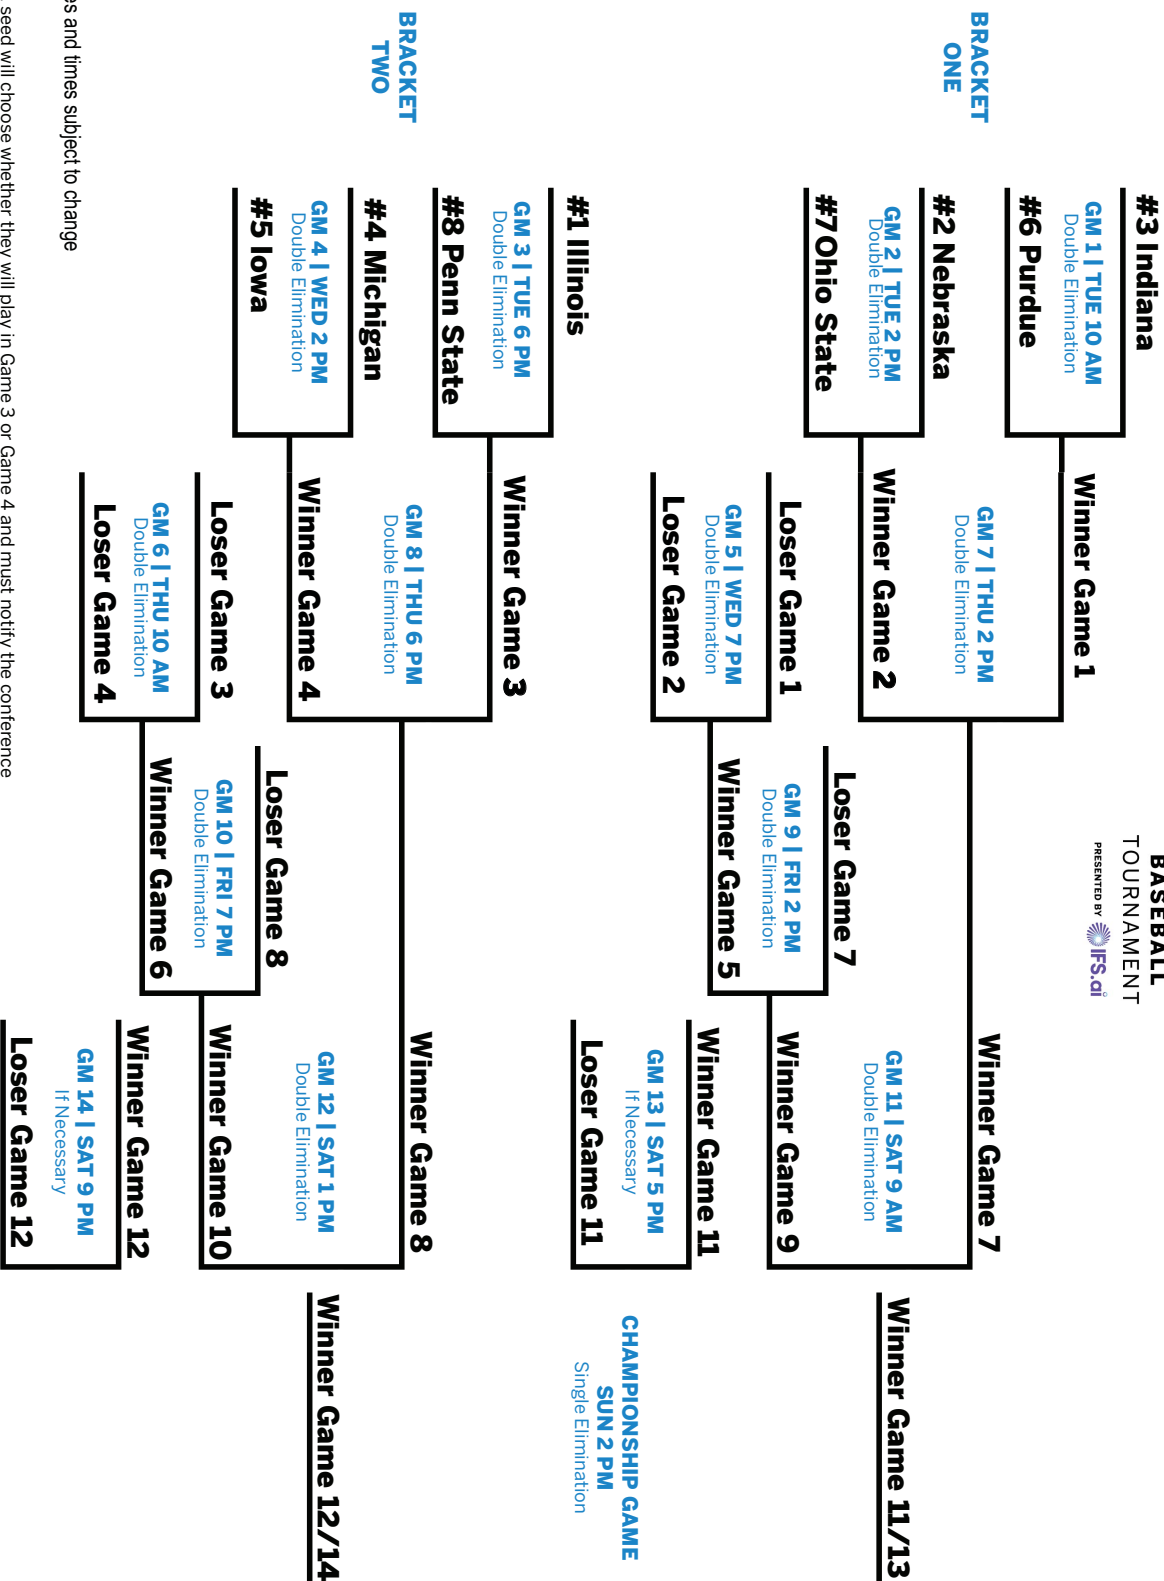 BASEBALL
TOURNAMENT
PRESENTED BY IFS.ai
BRACKET
ONE
#3 Indiana
GM 1 | TUE 10 AM
Double Elimination
#6 Purdue
#2 Nebraska
GM 2 | TUE 2 PM
Double Elimination
#7Ohio State
Winner Game 1
GM 7 | THU 2 PM
Double Elimination
Winner Game 2
Loser Game 1
GM 5 | WED 7 PM
Double Elimination
Loser Game 2
Loser Game 7
GM 9 | FRI 2 PM
Double Elimination
Winner Game 5
Winner Game 7
GM 11 | SAT 9 AM
Double Elimination
Winner Game 9
Winner Game 11
GM 13 | SAT 5 PM
If Necessary
Loser Game 11
Winner Game 11/13
CHAMPIONSHIP GAME
SUN 2 PM
Single Elimination
BRACKET
TWO
#1 Illinois
GM 3 | TUE 6 PM
Double Elimination
#8 Penn State
#4 Michigan
GM 4 | WED 2 PM
Double Elimination
#5 Iowa
Winner Game 3
GM 8 | THU 6 PM
Double Elimination
Winner Game 4
Loser Game 3
GM 6 | THU 10 AM
Double Elimination
Loser Game 4
Loser Game 8
GM 10 | FRI 7 PM
Double Elimination
Winner Game 6
Winner Game 8
GM 12 | SAT 1 PM
Double Elimination
Winner Game 10
Winner Game 12
GM 14 | SAT 9 PM
If Necessary
Loser Game 12
Winner Game 12/14
es and times subject to change
seed will choose whether they will play in Game 3 or Game 4 and must notify the conference